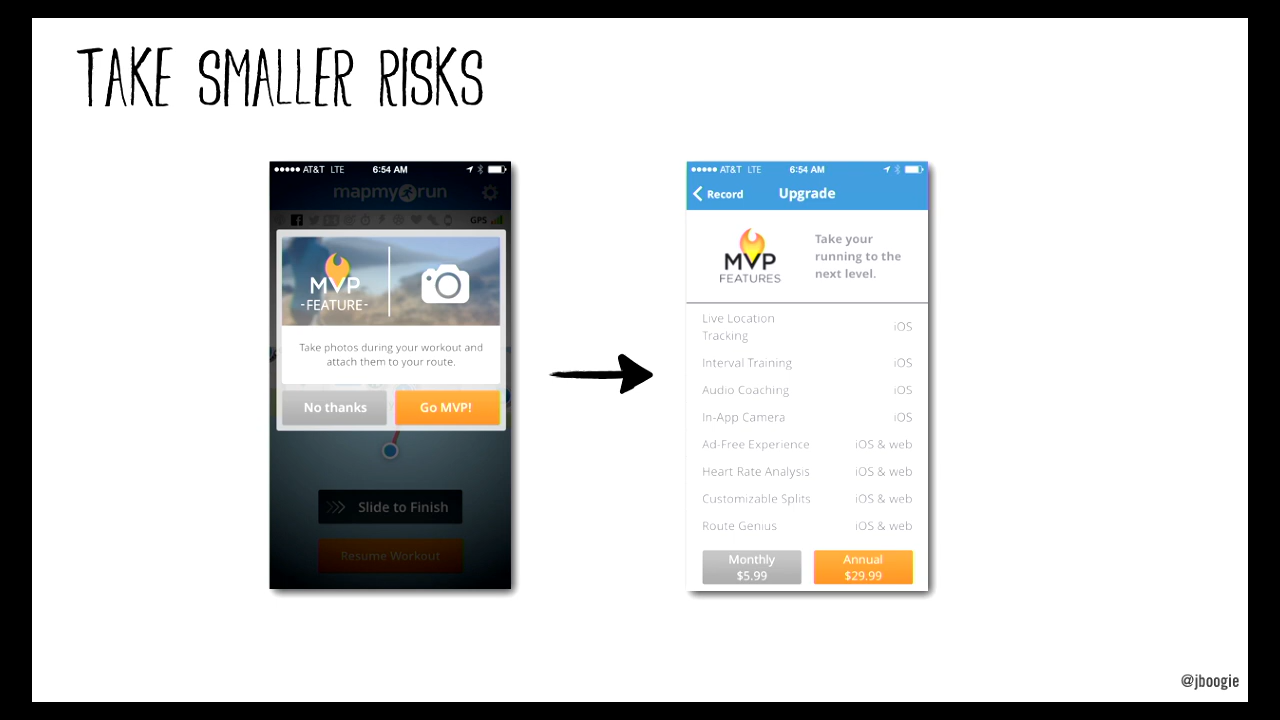 TAKE SMALLER RISKS
AT&T LTE 6:54 AM
mapmyrun
GPS
MVP
-FEATURE-
Take photos during your workout and
attach them to your route.
No thanks Go MVP!
Slide to Finish
Resume Workout
AT&T LTE 6:54 AM
Record Upgrade
MVP
FEATURES
Take your
running to the
next level.
Live Location
Tracking iOS
Interval Training iOS
Audio Coaching iOS
In-App Camera iOS
Ad-Free Experience iOS & web
Heart Rate Analysis iOS & web
Customizable Splits iOS & web
Route Genius iOS & web
Monthly
$5.99
Annual
$29.99
@jboogie